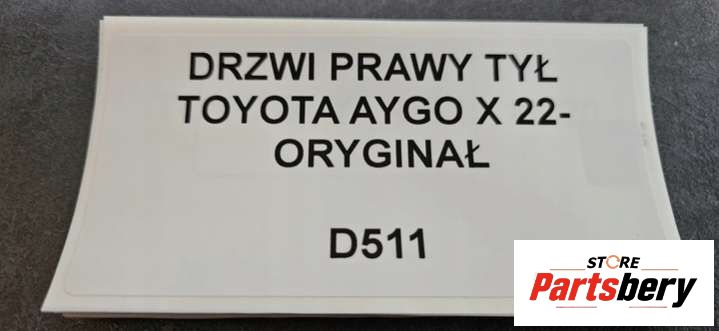 DRZWI PRAWY TYŁ
TOYOTA AYGO X 22-
ORYGINAŁ
D511
STORE
Partsbery